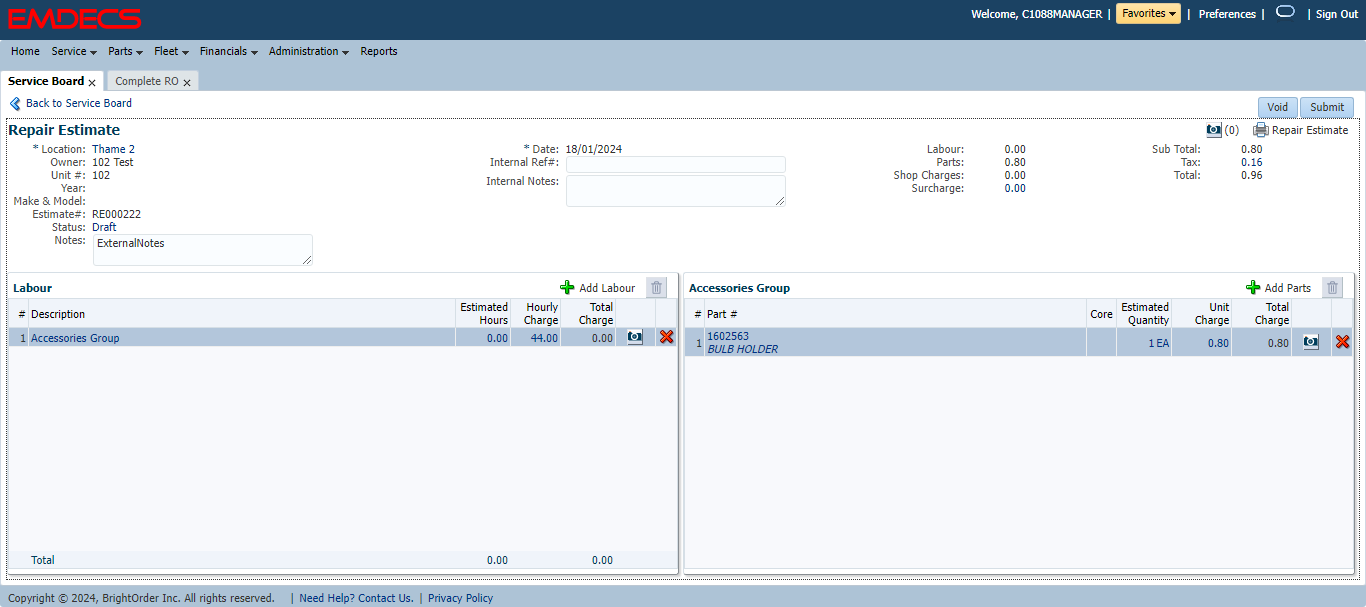 EMDECS
Welcome, C1088MANAGER | Favorites | Preferences | | Sign Out
Home Service Parts Fleet Financials Administration Reports
Service Board x Complete RO x
Back to Service Board
Void Submit
Repair Estimate
(0) Repair Estimate
* Location: Thame 2
Owner: 102 Test
Unit #: 102
Year:
Make & Model:
Estimate#: RE000222
Status: Draft
Notes: ExternalNotes
* Date: 18/01/2024
Internal Ref#:
Internal Notes:
Labour: 0.00
Parts: 0.80
Shop Charges: 0.00
Surcharge: 0.00
Sub Total: 0.80
Tax: 0.16
Total: 0.96
Labour Add Labour
# Description Estimated Hours Hourly Charge Total Charge
1 Accessories Group 0.00 44.00 0.00
Total 0.00 0.00
Accessories Group Add Parts
# Part # Core Estimated Quantity Unit Charge Total Charge
1 1602563 1 EA 0.80 0.80
BULB HOLDER
Copyright © 2024, BrightOrder Inc. All rights reserved. | Need Help? Contact Us. | Privacy Policy